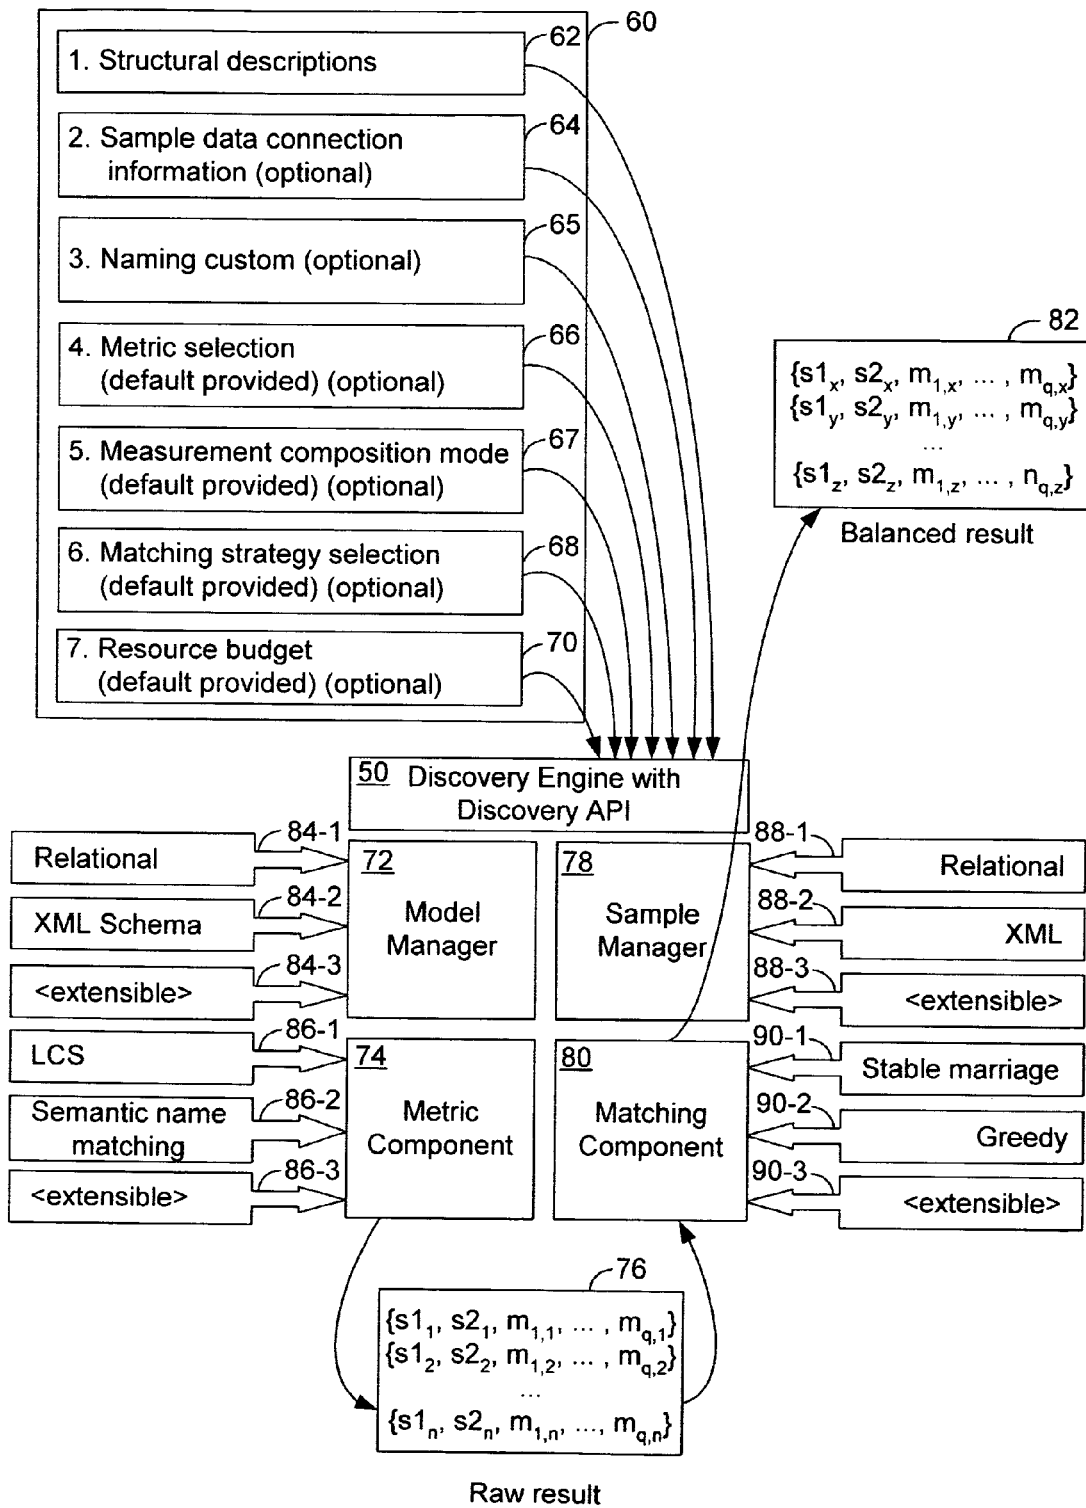 60
62
1. Structural descriptions
64
2. Sample data connection
information (optional)
65
3. Naming custom (optional)
66
4. Metric selection
(default provided) (optional)
67
5. Measurement composition mode
(default provided) (optional)
68
6. Matching strategy selection
(default provided) (optional)
70
7. Resource budget
(default provided) (optional)
82
{s1x, s2x, m1,x, ... , mq,x}
{s1y, s2y, m1,y, ... , mq,y}
...
{s1z, s2z, m1,z, ... , nq,z}
Balanced result
50 Discovery Engine with
Discovery API
84-1
Relational
84-2
XML Schema
84-3
<extensible>
86-1
LCS
86-2
Semantic name
matching
86-3
<extensible>
72
Model
Manager
78
Sample
Manager
74
Metric
Component
80
Matching
Component
88-1
Relational
88-2
XML
88-3
<extensible>
90-1
Stable marriage
90-2
Greedy
90-3
<extensible>
76
{s11, s21, m1,1, ... , mq,1}
{s12, s22, m1,2, ... , mq,2}
...
{s1n, s2n, m1,n, ..., mq,n}
Raw result